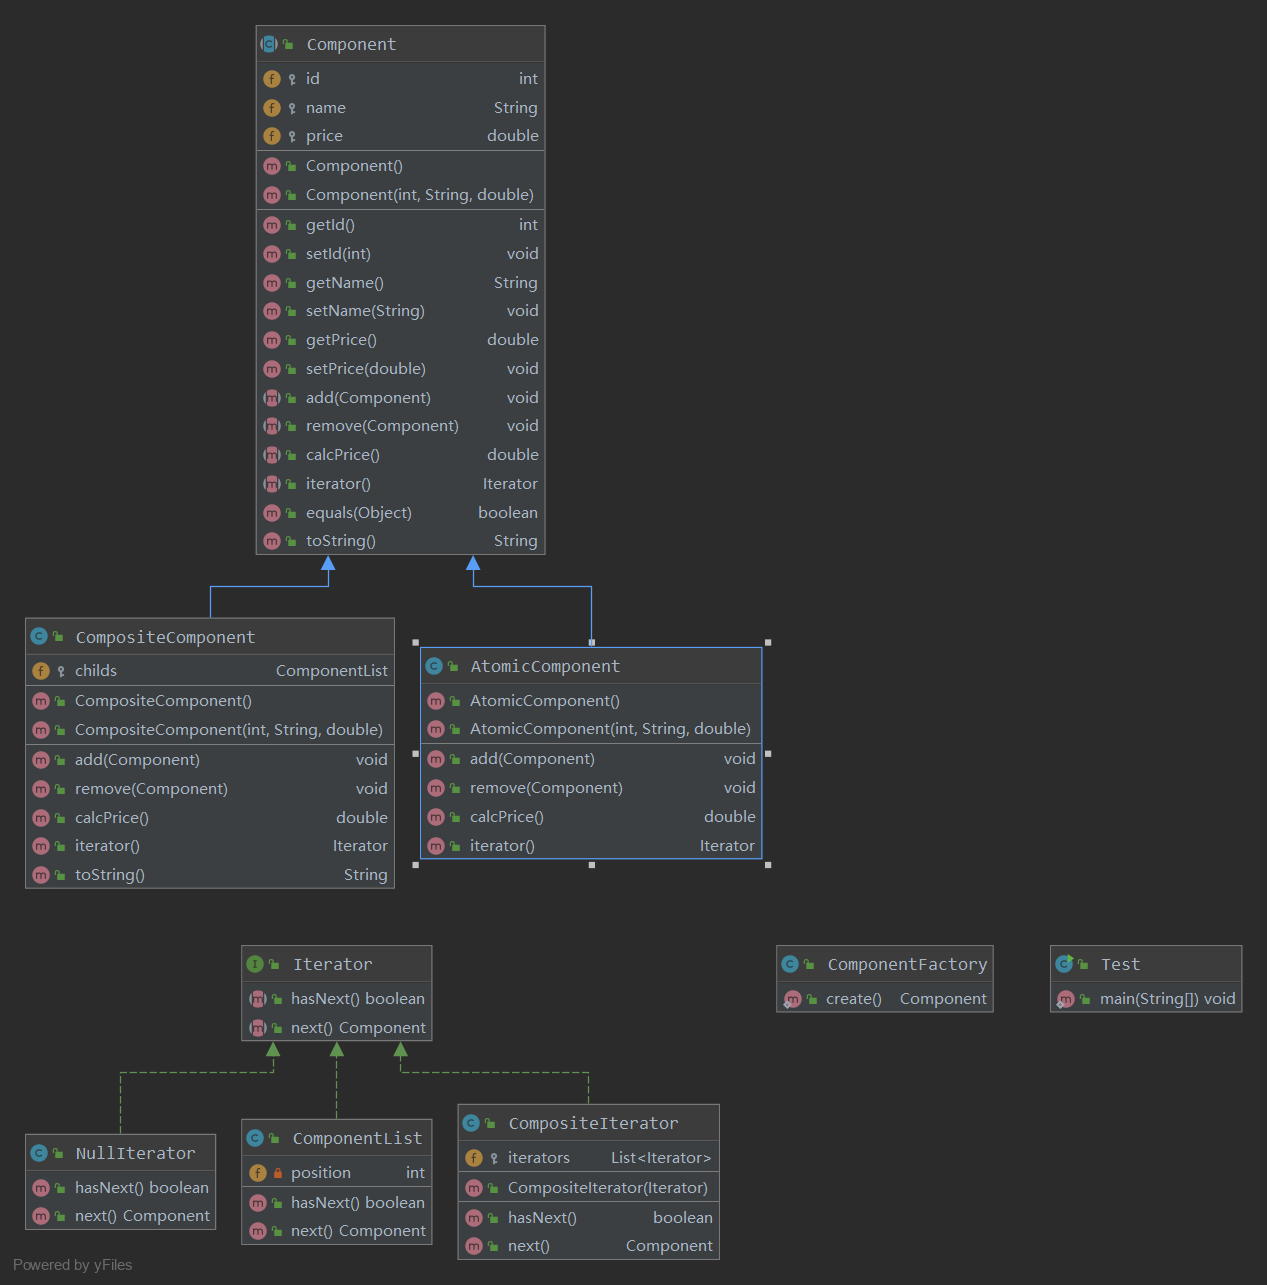 Component
id int
name String
price double
Component()
Component(int, String, double)
getId() int
setId(int) void
getName() String
setName(String) void
getPrice() double
setPrice(double) void
add(Component) void
remove(Component) void
calcPrice() double
iterator() Iterator
equals(Object) boolean
toString() String
CompositeComponent
childs ComponentList
CompositeComponent()
CompositeComponent(int, String, double)
add(Component) void
remove(Component) void
calcPrice() double
iterator() Iterator
toString() String
AtomicComponent
AtomicComponent()
AtomicComponent(int, String, double)
add(Component) void
remove(Component) void
calcPrice() double
iterator() Iterator
Iterator
hasNext() boolean
next() Component
ComponentFactory
create() Component
Test
main(String[]) void
NullIterator
hasNext() boolean
next() Component
ComponentList
position int
hasNext() boolean
next() Component
CompositeIterator
iterators List<Iterator>
CompositeIterator(Iterator)
hasNext() boolean
next() Component
Powered by yFiles